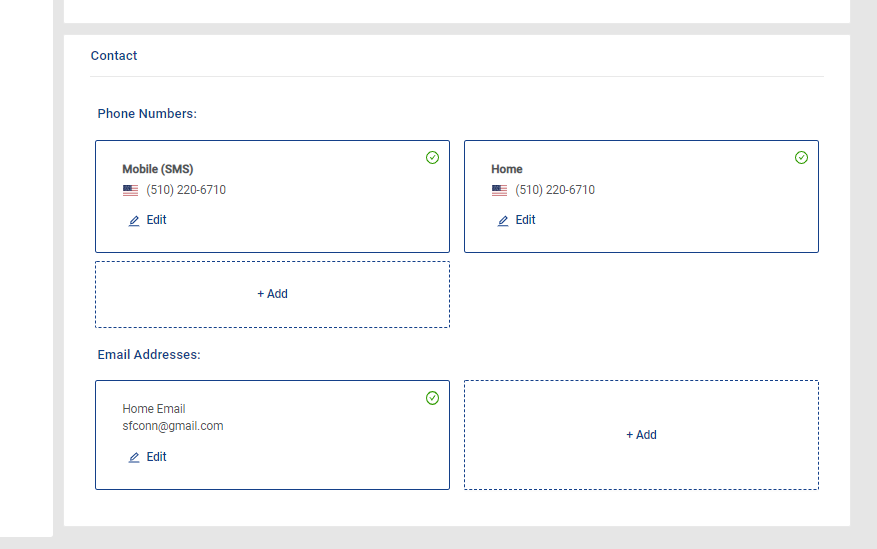 Contact
Phone Numbers:
Mobile (SMS)
(510) 220-6710
Edit
Home
(510) 220-6710
Edit
+ Add
Email Addresses:
Home Email
sfconn@gmail.com
Edit
+ Add